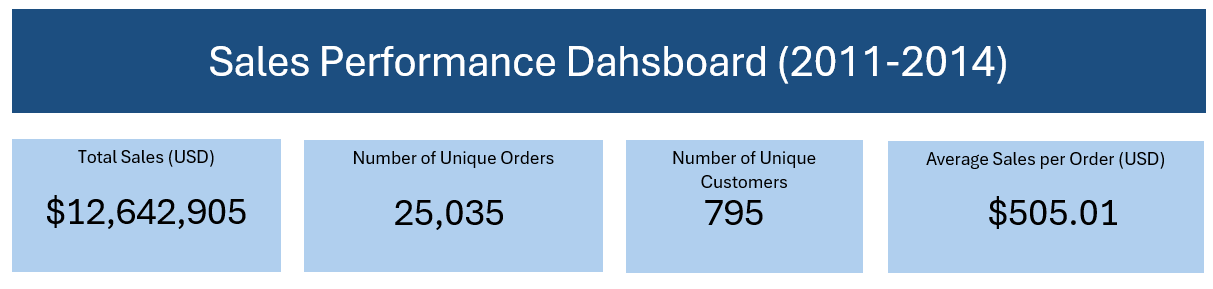 Sales Performance Dahsboard (2011-2014)
Total Sales (USD)
$12,642,905
Number of Unique Orders
25,035
Number of Unique
Customers
795
Average Sales per Order (USD)
$505.01